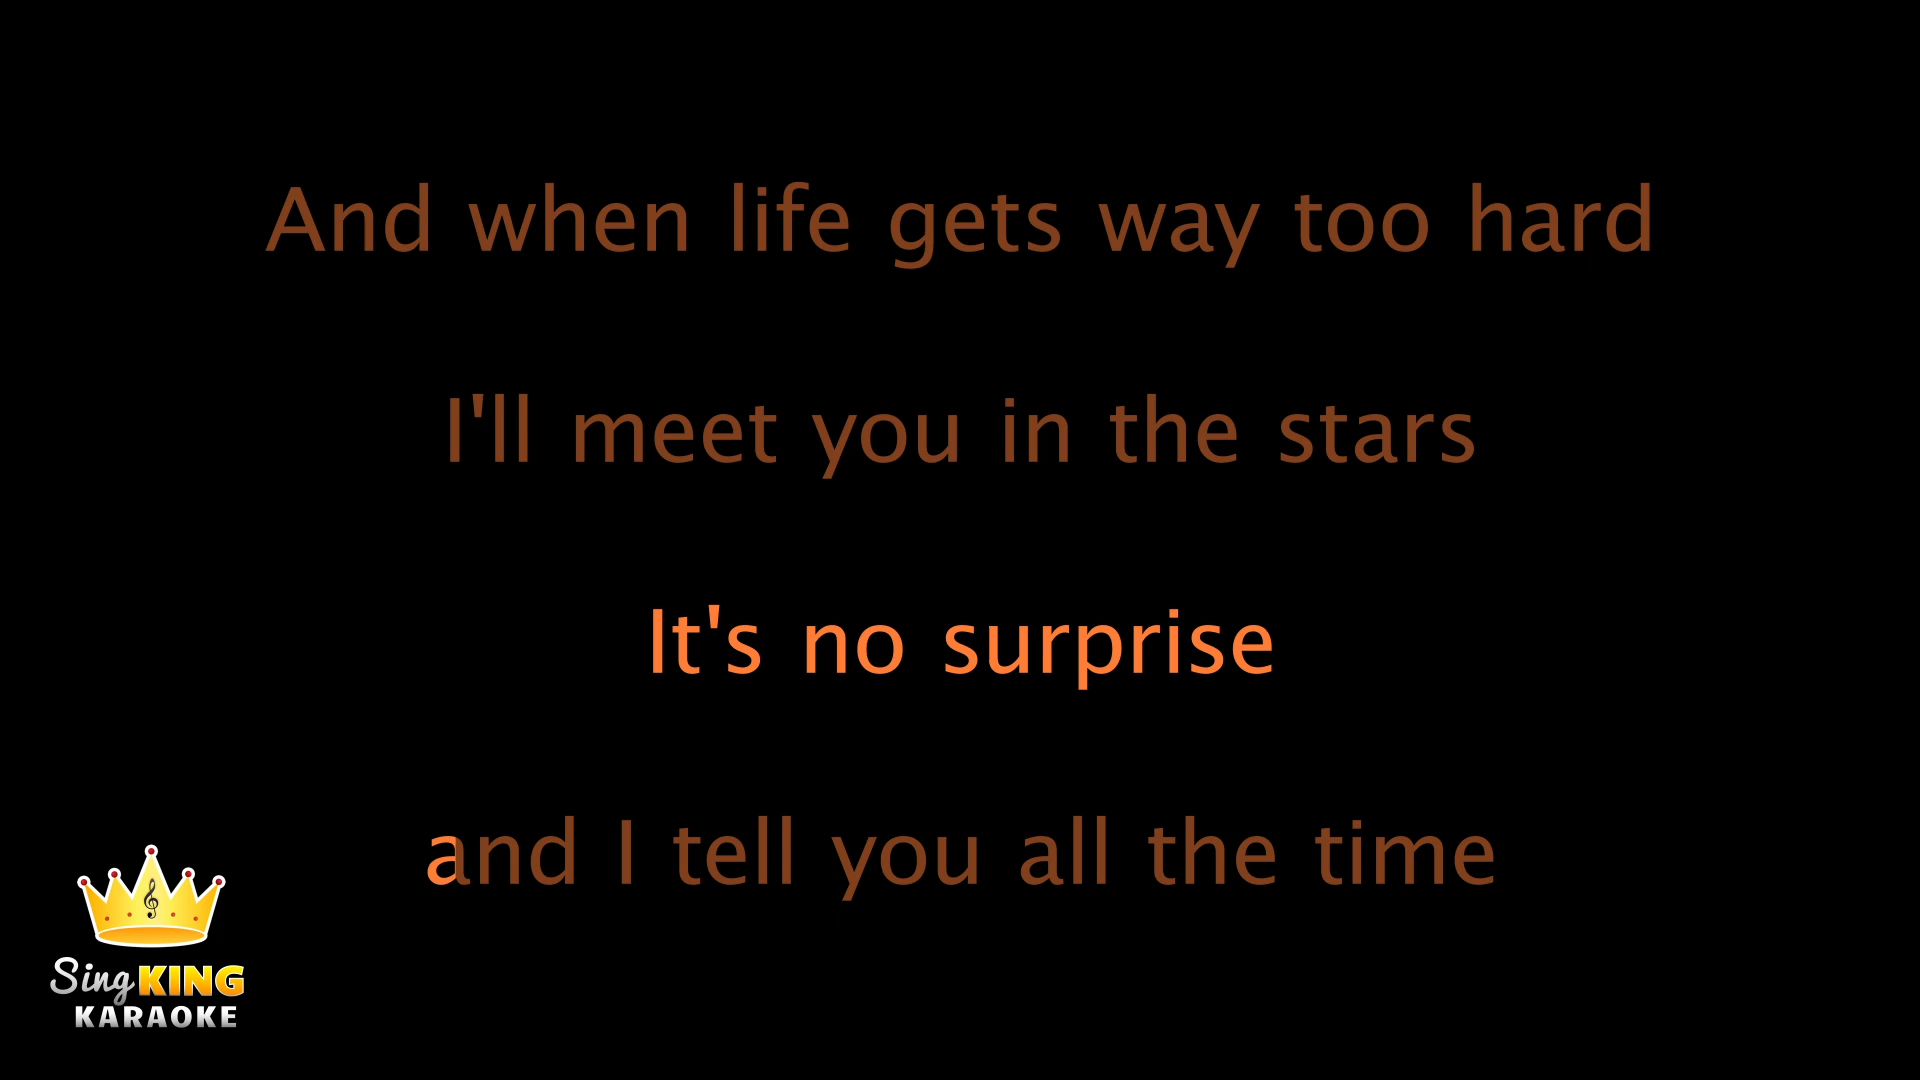 And when life gets way too hard
I'll meet you in the stars
It's no surprise
and I tell you all the time
Sing KING
KARAOKE